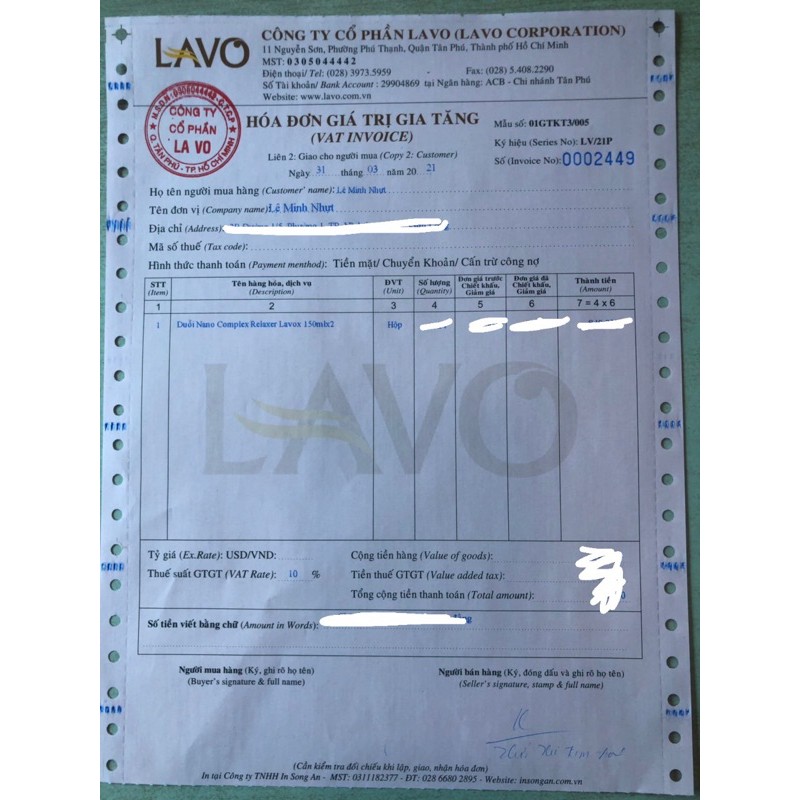 LAVO
CÔNG TY CỔ PHẦN LAVO (LAVO CORPORATION)
11 Nguyễn Sơn, Phường Phú Thạnh, Quận Tân Phú, Thành phố Hồ Chí Minh
MST: 0305044442
Điện thoại/ Tel: (028) 3973.5959 - Fax: (028) 5.408.2290
Số Tài khoản/ Bank Account : 29904869 tại Ngân hàng: ACB - Chi nhánh Tân Phú
Website: www.lavo.com.vn
M.S.D.N: 0305044442 - C.T.C.P
CÔNG TY
CỔ PHẦN
LA VO
Q. TÂN PHÚ - TP. HỒ CHÍ MINH
HÓA ĐƠN GIÁ TRỊ GIA TĂNG
(VAT INVOICE)
Liên 2: Giao cho người mua (Copy 2: Customer)
Ngày 31 tháng 03 năm 20 21
Mẫu số: 01GTKT3/005
Ký hiệu (Series No): LV/21P
Số (Invoice No): 0002449
Họ tên người mua hàng (Customer' name): Lê Minh Nhựt
Tên đơn vị (Company name): Lê Minh Nhựt
Địa chỉ (Address):
Mã số thuế (Tax code):
Hình thức thanh toán (Payment menthod): Tiền mặt/ Chuyển Khoản/ Cấn trừ công nợ
STT (Item) Tên hàng hóa, dịch vụ (Description) ĐVT (Unit) Số lượng (Quantity) Đơn giá trước Chiết khấu, Giảm giá Đơn giá đã Chiết khấu, Giảm giá Thành tiền (Amount)
1 2 3 4 5 6 7 = 4 x 6
1 Duỗi Nano Complex Relaxer Lavox 150mlx2 Hộp
LAVO
Tỷ giá (Ex.Rate): USD/VND: Cộng tiền hàng (Value of goods):
Thuế suất GTGT (VAT Rate): 10 % Tiền thuế GTGT (Value added tax):
Tổng cộng tiền thanh toán (Total amount):
Số tiền viết bằng chữ (Amount in Words):
Người mua hàng (Ký, ghi rõ họ tên) Người bán hàng (Ký, đóng dấu và ghi rõ họ tên)
(Buyer's signature & full name) (Seller's signature, stamp & full name)
(Cần kiểm tra đối chiếu khi lập, giao, nhận hóa đơn)
In tại Công ty TNHH In Song An - MST: 0311182377 - ĐT: 028 6680 2895 - Website: insongan.com.vn